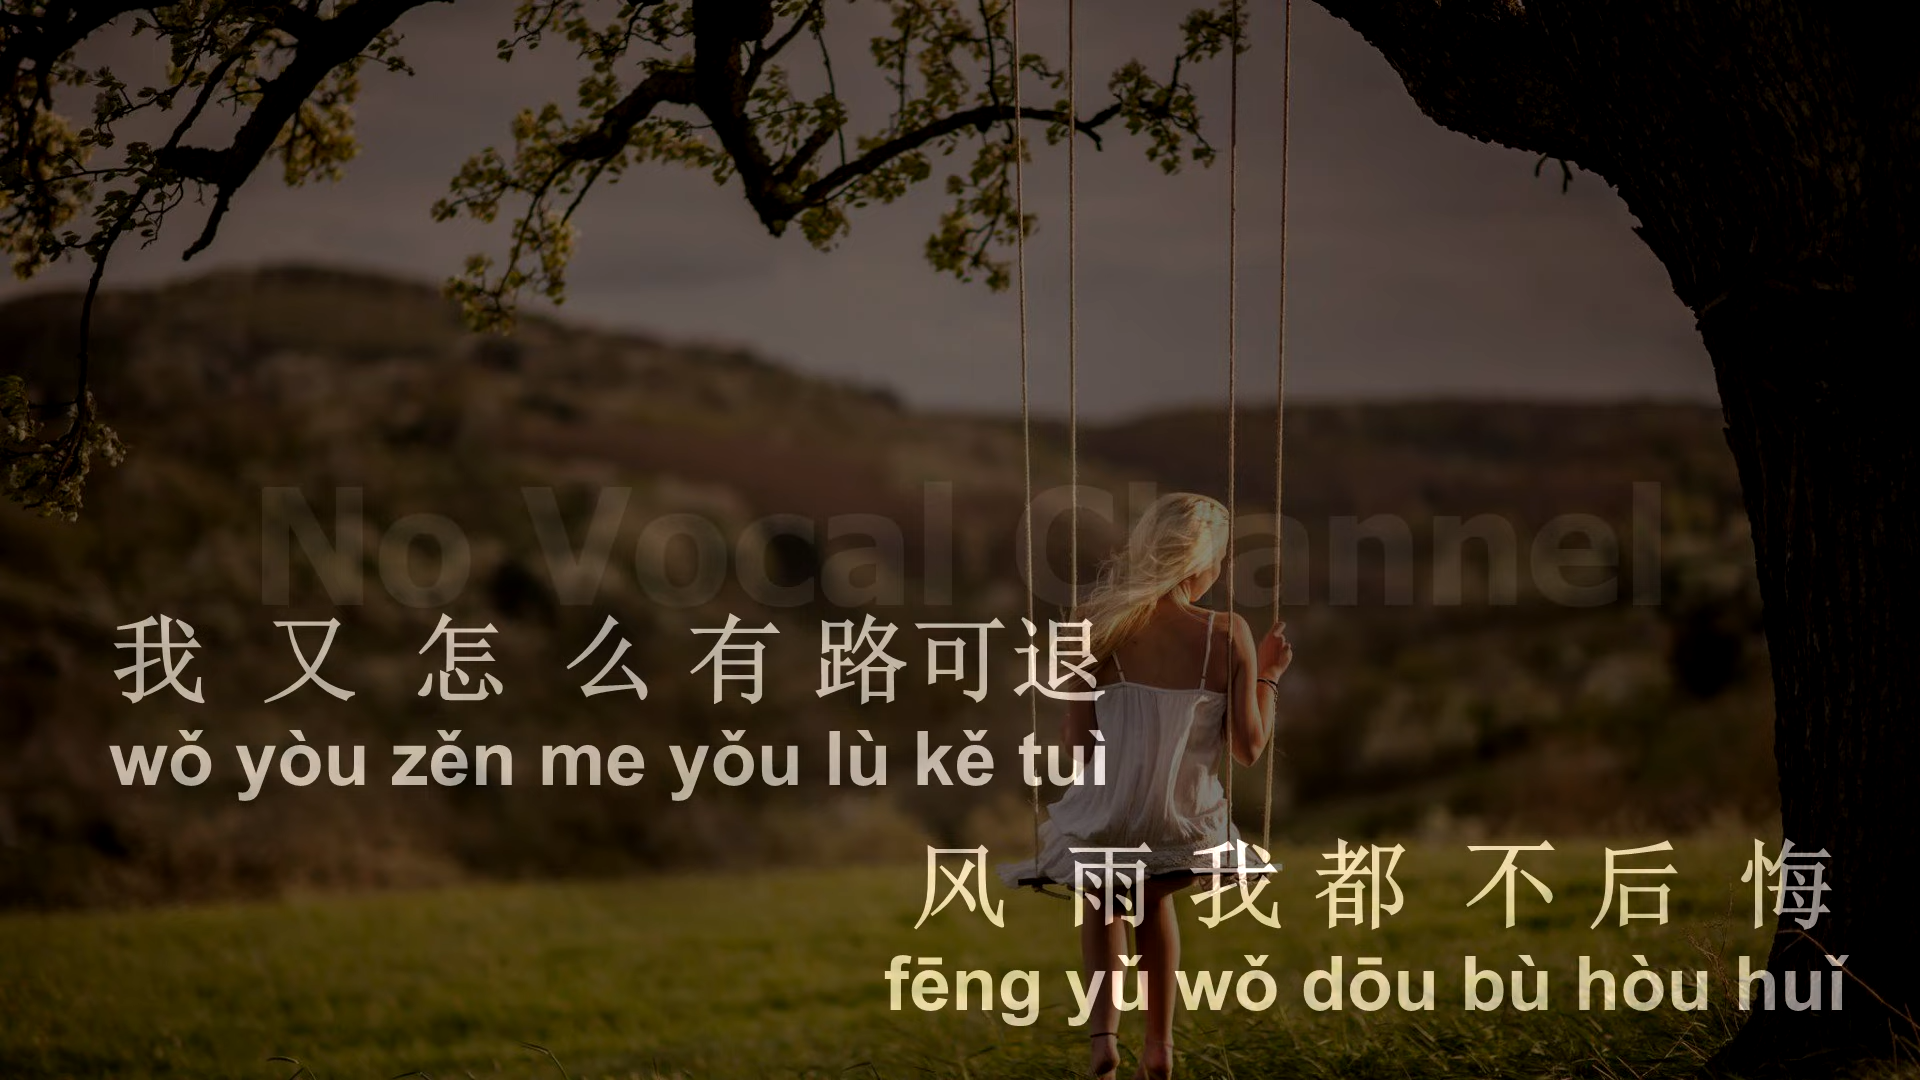 No Vocal Channel
我 又 怎 么 有 路 可 退
wǒ yòu zěn me yǒu lù kě tuì
风 雨 我 都 不 后 悔
fēng yǔ wǒ dōu bù hòu huǐ